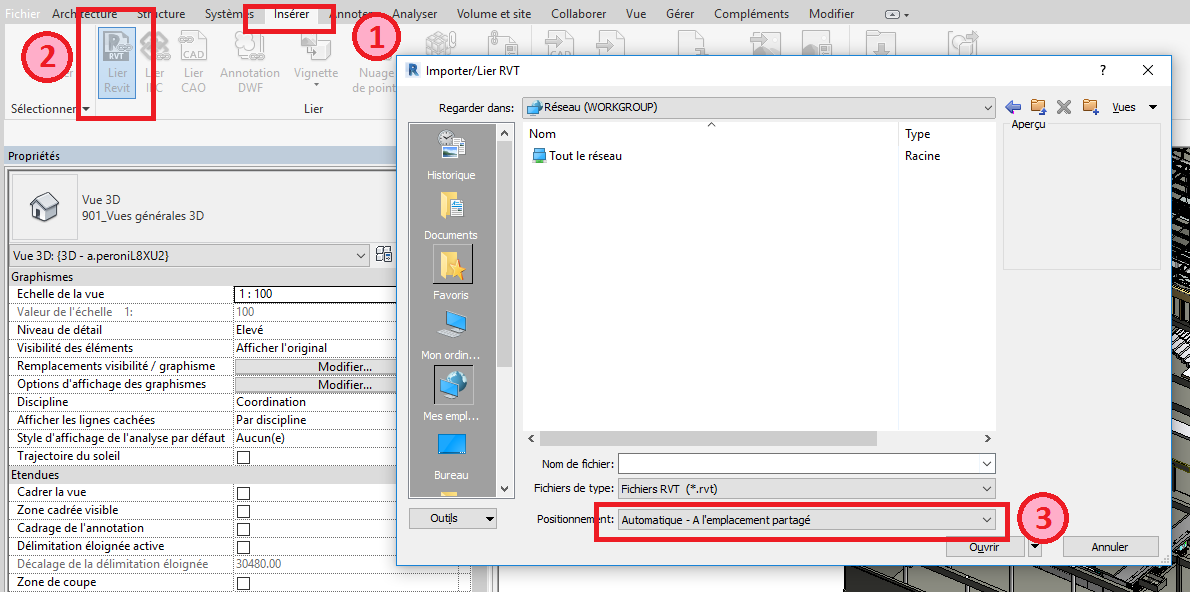 Fichier Architecture Structure Systèmes Insérer Annoter Analyser Volume et site Collaborer Vue Gérer Compléments Modifier
1
2
RVT
CAD
Lier Revit
Lier
Lier CAO
Annotation DWF
Vignette
Nuage de point
CAD
Sélectionner
Lier
Importer/Lier RVT
?
Regarder dans: Réseau (WORKGROUP)
Vues
Nom
Type
Aperçu
Tout le réseau
Racine
Historique
Documents
Favoris
Mon ordin...
Mes empl...
Bureau
Nom de fichier:
Fichiers de type: Fichiers RVT (*.rvt)
Outils
Positionnement: Automatique - A l'emplacement partagé
3
Ouvrir
Annuler
Propriétés
Vue 3D
901_Vues générales 3D
Vue 3D: {3D - a.peroniL8XU2}
Graphismes
Echelle de la vue 1 : 100
Valeur de l'échelle 1: 100
Niveau de détail Elevé
Visibilité des éléments Afficher l'original
Remplacements visibilité / graphisme Modifier...
Options d'affichage des graphismes Modifier...
Discipline Coordination
Afficher les lignes cachées Par discipline
Style d'affichage de l'analyse par défaut Aucun(e)
Trajectoire du soleil
Etendues
Cadrer la vue
Zone cadrée visible
Cadrage de l'annotation
Délimitation éloignée active
Décalage de la délimitation éloignée 30480.00
Zone de coupe